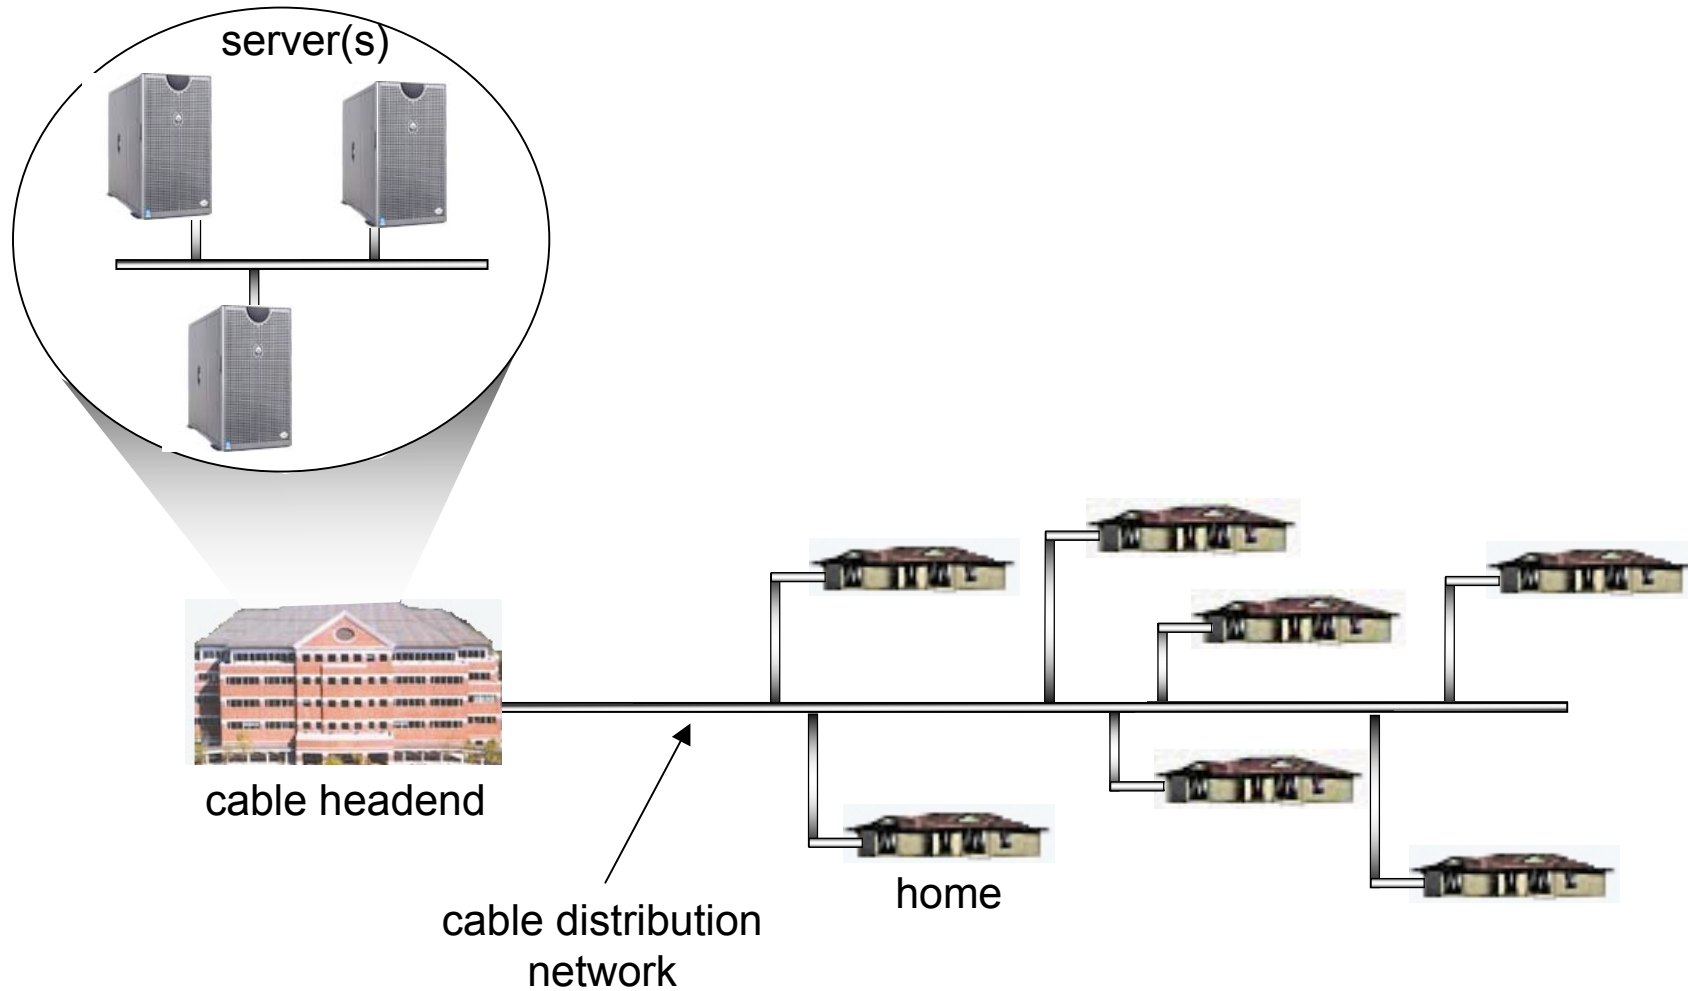 server(s)
cable headend
home
cable distribution
network